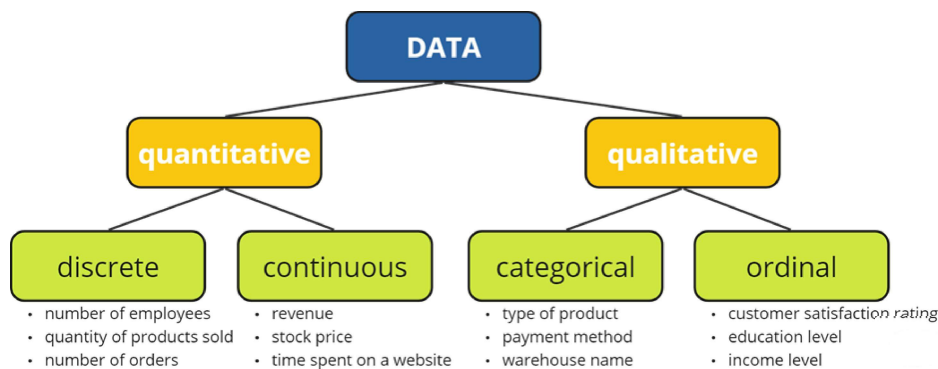 DATA
quantitative
qualitative
discrete
continuous
categorical
ordinal
• number of employees
• quantity of products sold
• number of orders
• revenue
• stock price
• time spent on a website
• type of product
• payment method
• warehouse name
• customer satisfaction rating
• education level
• income level